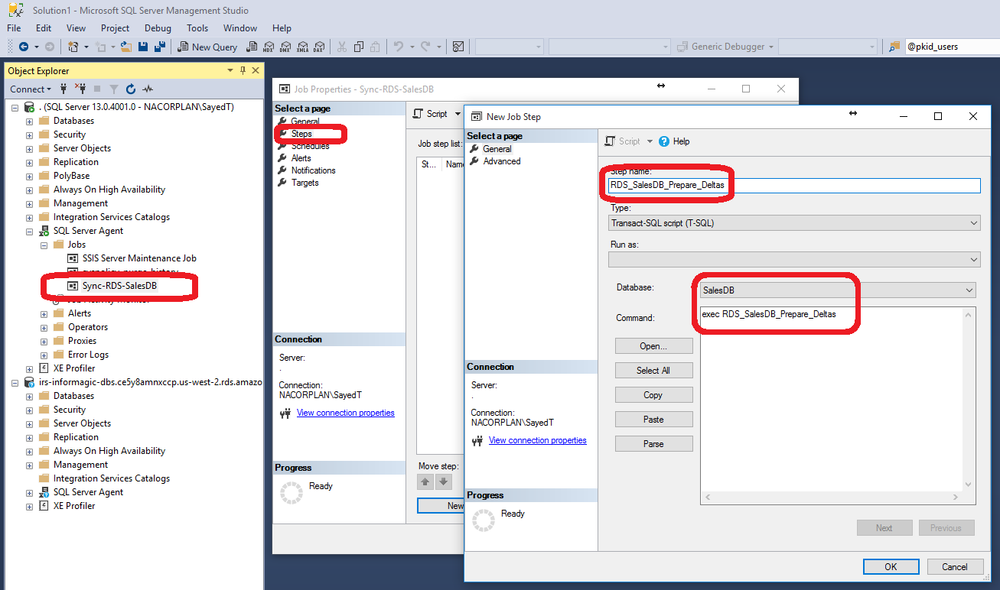 Solution1 - Microsoft SQL Server Management Studio
File Edit View Project Debug Tools Window Help
New Query MDX DMX XMLA DAX Generic Debugger @pkid_users
Object Explorer
Connect
. (SQL Server 13.0.4001.0 - NACORPLAN\SayedT)
Databases
Security
Server Objects
Replication
PolyBase
Always On High Availability
Management
Integration Services Catalogs
SQL Server Agent
Jobs
SSIS Server Maintenance Job
syspolicy_purge_history
Sync-RDS-SalesDB
Job Activity Monitor
Alerts
Operators
Proxies
Error Logs
XE Profiler
irs-informagic-dbs.ce5y8amnxccp.us-west-2.rds.amazo
Databases
Security
Server Objects
Replication
Always On High Availability
Management
Integration Services Catalogs
SQL Server Agent
XE Profiler
Job Properties - Sync-RDS-SalesDB
Select a page
General
Steps
Schedules
Alerts
Notifications
Targets
Script
Job step list:
St... Name
Connection
Server:
.
Connection:
NACORPLAN\SayedT
View connection properties
Progress
Ready
Move step:
New
New Job Step
Select a page
General
Advanced
Script Help
Step name:
RDS_SalesDB_Prepare_Deltas
Type:
Transact-SQL script (T-SQL)
Run as:
Database:
SalesDB
Command:
exec RDS_SalesDB_Prepare_Deltas
Open...
Select All
Copy
Paste
Parse
Connection
Server:
.
Connection:
NACORPLAN\SayedT
View connection properties
Progress
Ready
Next Previous
OK Cancel